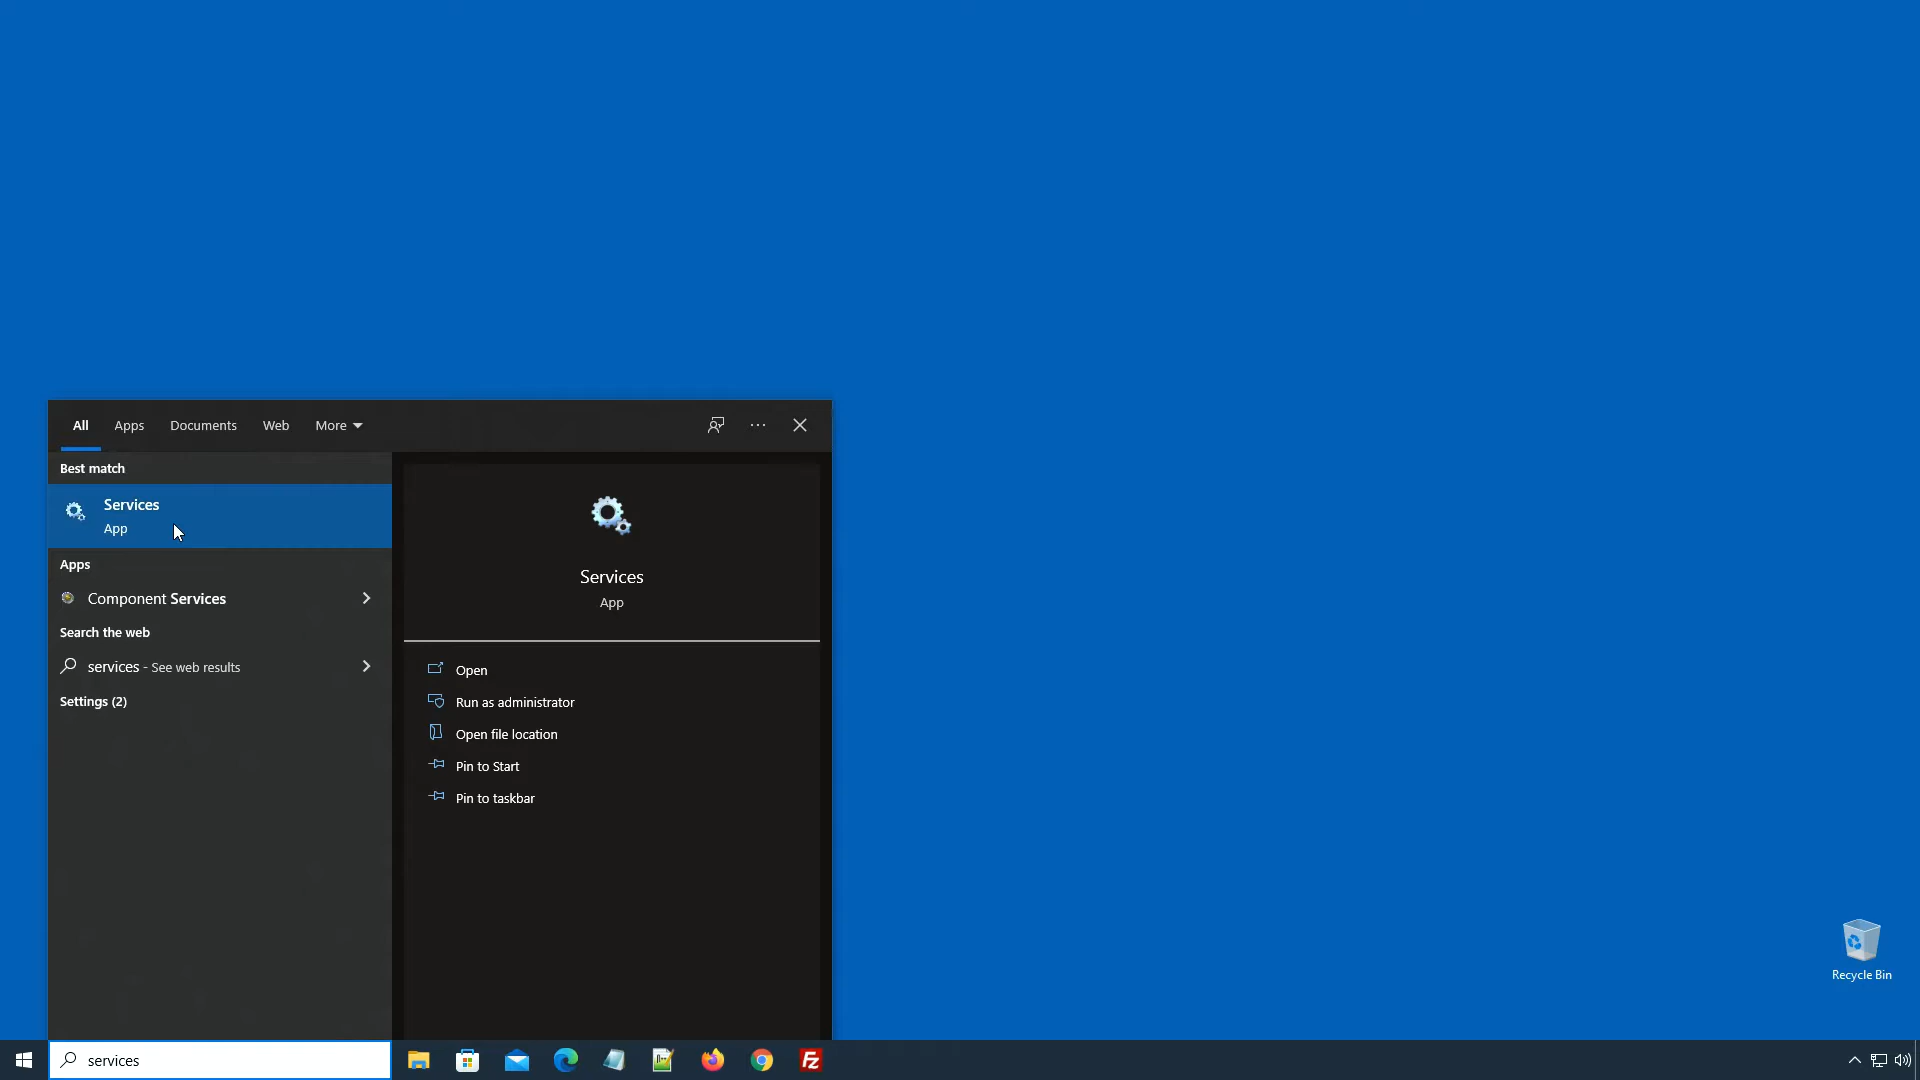 All
Apps
Documents
Web
More
Best match
Services
App
Apps
Component Services
Search the web
services - See web results
Settings (2)
Services
App
Open
Run as administrator
Open file location
Pin to Start
Pin to taskbar
Recycle Bin
services